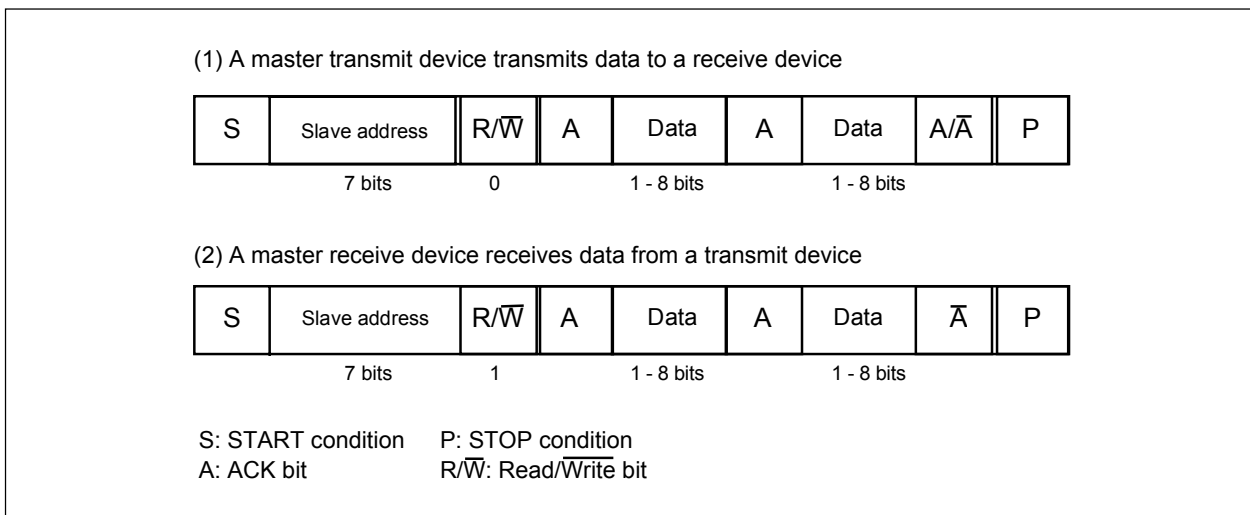 (1) A master transmit device transmits data to a receive device
S Slave address R/W̅ A Data A Data A/A̅ P
7 bits 0 1 - 8 bits 1 - 8 bits
(2) A master receive device receives data from a transmit device
S Slave address R/W̅ A Data A Data A̅ P
7 bits 1 1 - 8 bits 1 - 8 bits
S: START condition P: STOP condition
A: ACK bit R/W̅: Read/W̅r̅i̅t̅e̅ bit